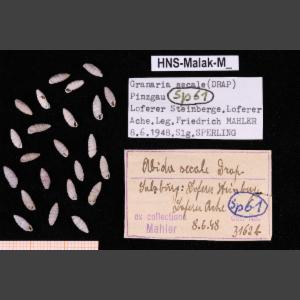 HNS-Malak-M_
Granaria secale(DRAP)
Pinzgau Sp61
Loferer Steinberge, Loferer
Ache, Leg, Friedrich MAHLER
8.6.1948, Slg. SPERLING
Abida secale Drap.
Salzburg: Loferer Steinberge
Loferer Ache Sp61
ex collectione
Mahler 8.6.48 3162b